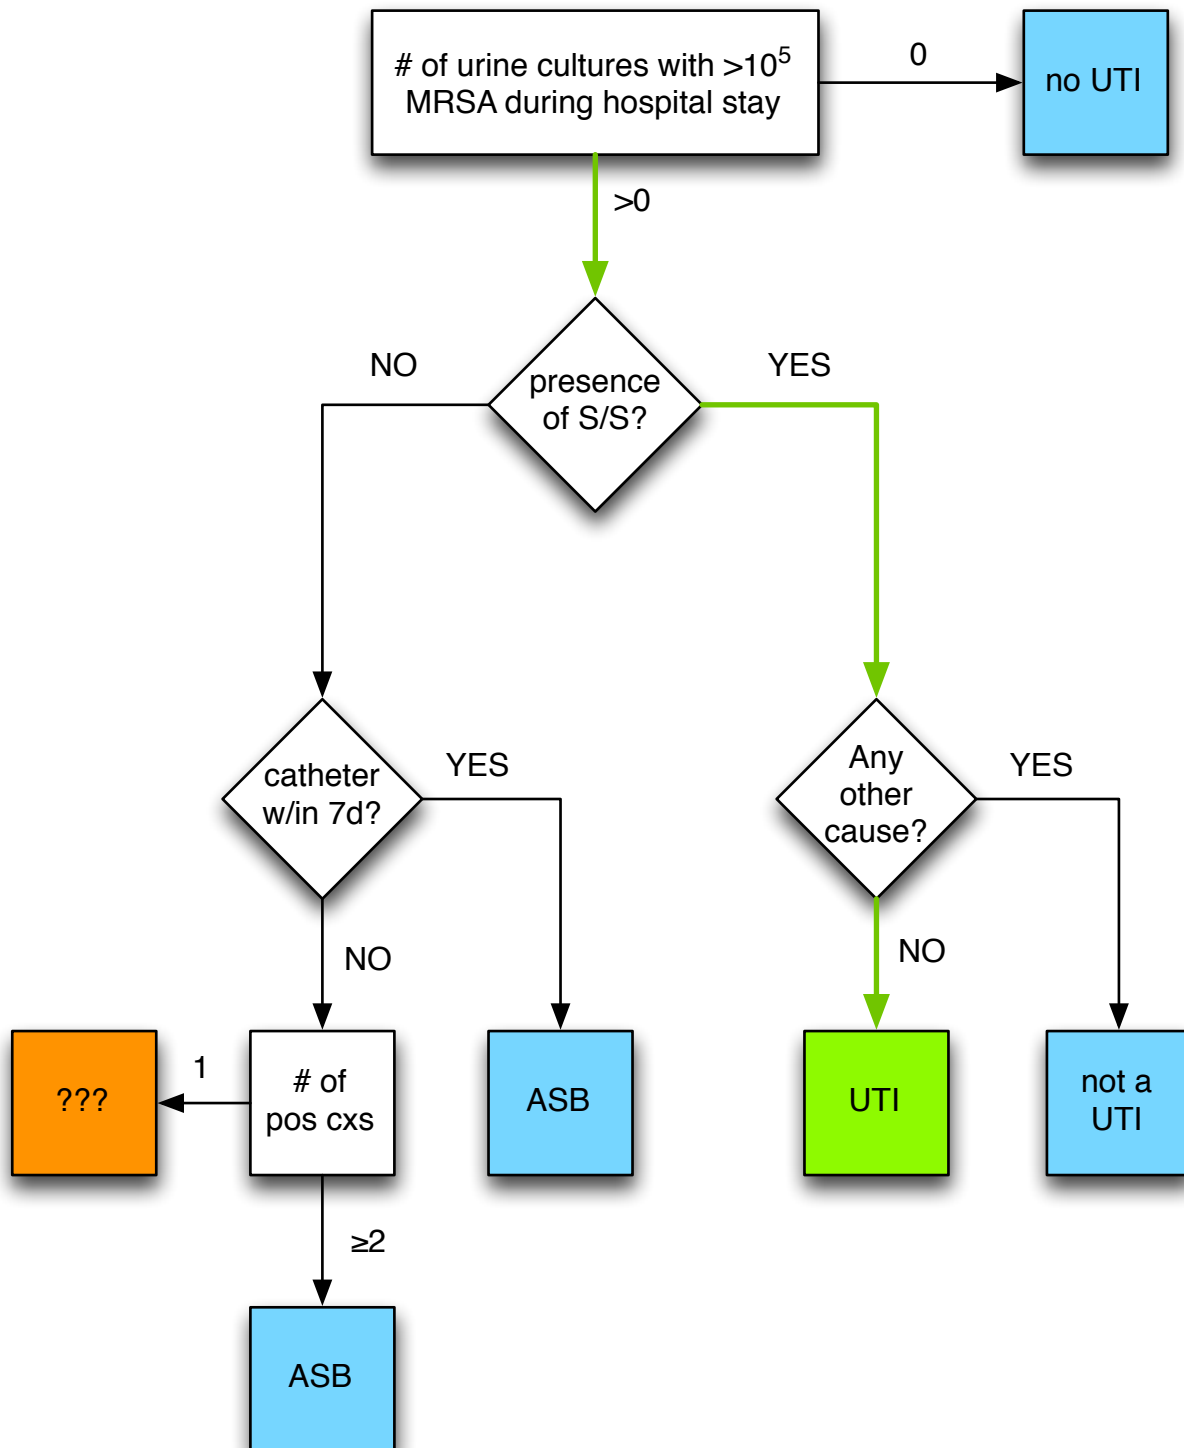 # of urine cultures with >10⁵
MRSA during hospital stay
0
no UTI
>0
presence
of S/S?
NO
YES
catheter
w/in 7d?
YES
NO
Any
other
cause?
YES
NO
???
1
# of
pos cxs
ASB
UTI
not a
UTI
≥2
ASB